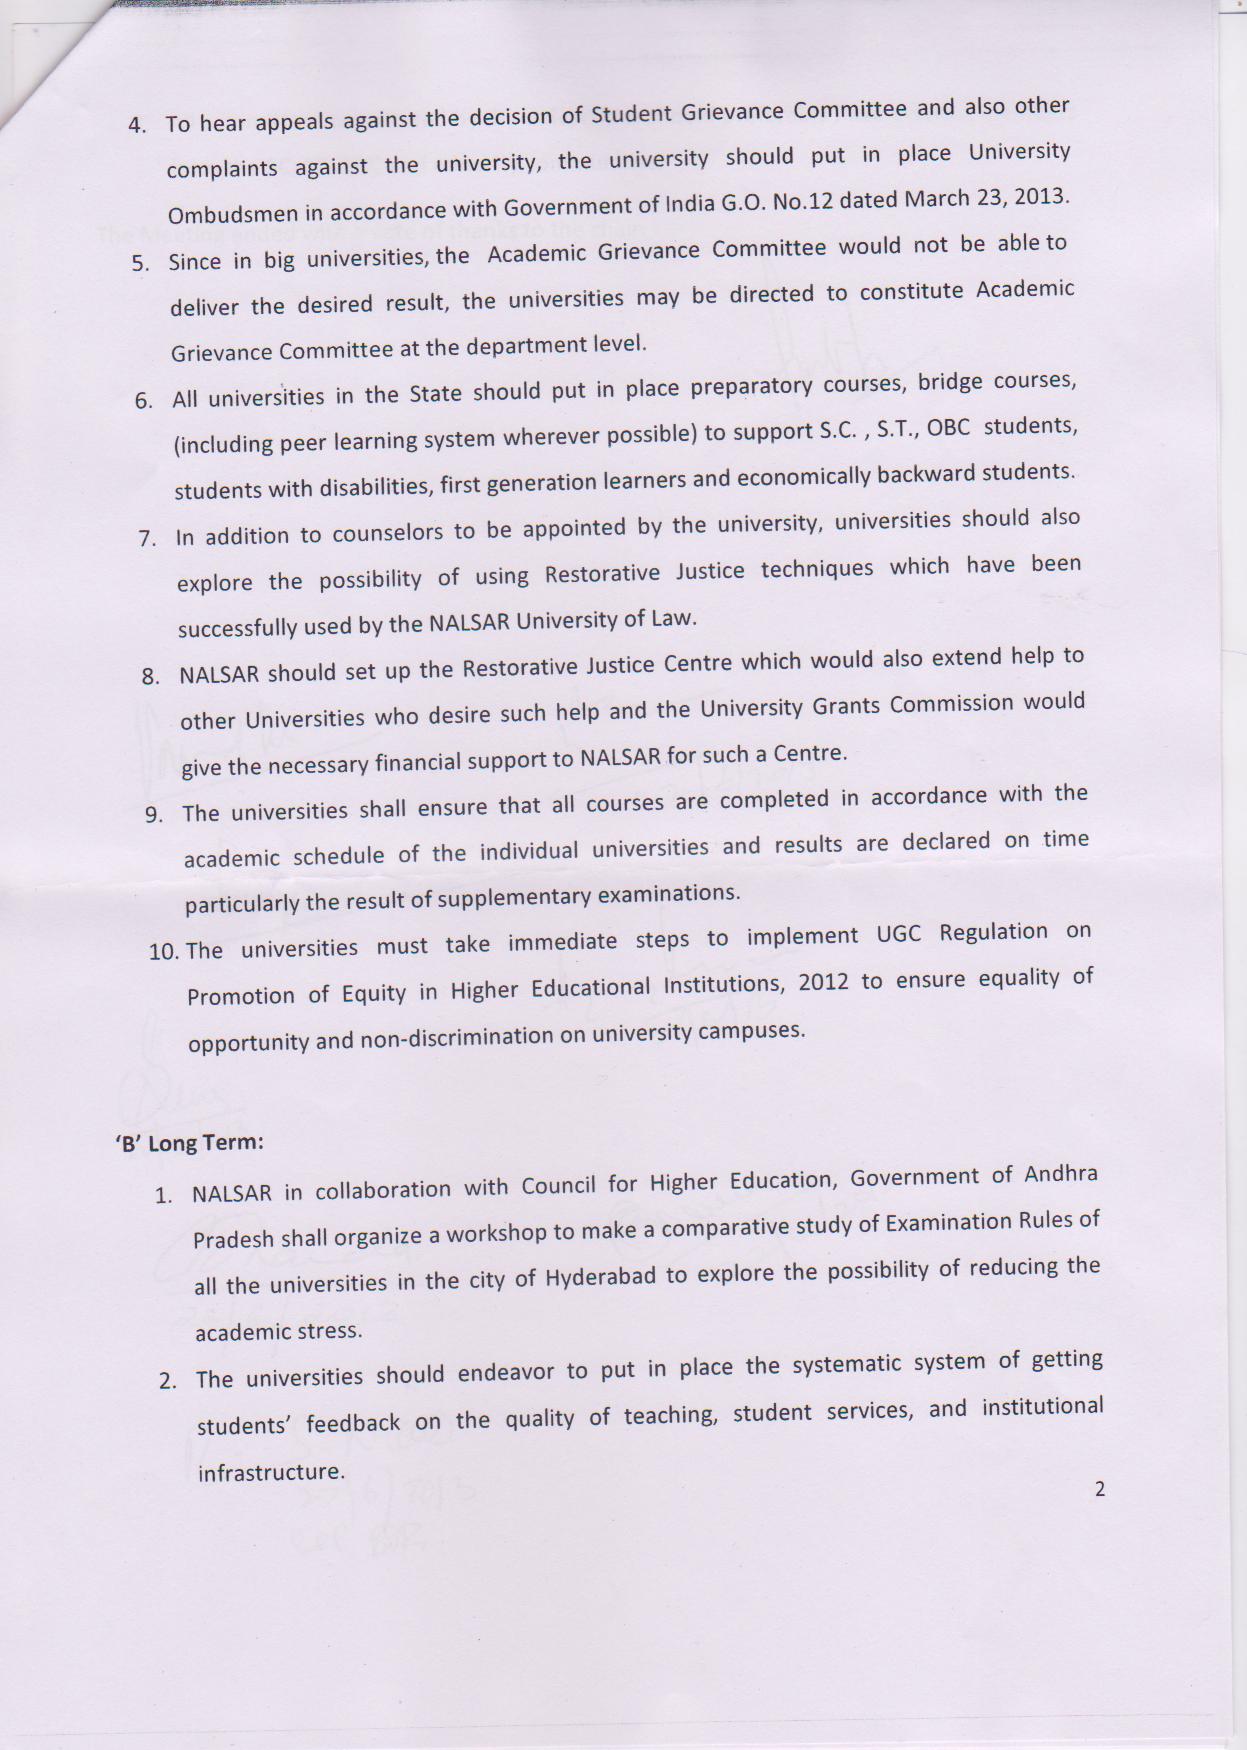 4. To hear appeals against the decision of Student Grievance Committee and also other
complaints against the university, the university should put in place University
Ombudsmen in accordance with Government of India G.O. No.12 dated March 23, 2013.
5. Since in big universities, the Academic Grievance Committee would not be able to
deliver the desired result, the universities may be directed to constitute Academic
Grievance Committee at the department level.
6. All universities in the State should put in place preparatory courses, bridge courses,
(including peer learning system wherever possible) to support S.C. , S.T., OBC students,
students with disabilities, first generation learners and economically backward students.
7. In addition to counselors to be appointed by the university, universities should also
explore the possibility of using Restorative Justice techniques which have been
successfully used by the NALSAR University of Law.
8. NALSAR should set up the Restorative Justice Centre which would also extend help to
other Universities who desire such help and the University Grants Commission would
give the necessary financial support to NALSAR for such a Centre.
9. The universities shall ensure that all courses are completed in accordance with the
academic schedule of the individual universities and results are declared on time
particularly the result of supplementary examinations.
10. The universities must take immediate steps to implement UGC Regulation on
Promotion of Equity in Higher Educational Institutions, 2012 to ensure equality of
opportunity and non-discrimination on university campuses.
‘B’ Long Term:
1. NALSAR in collaboration with Council for Higher Education, Government of Andhra
Pradesh shall organize a workshop to make a comparative study of Examination Rules of
all the universities in the city of Hyderabad to explore the possibility of reducing the
academic stress.
2. The universities should endeavor to put in place the systematic system of getting
students’ feedback on the quality of teaching, student services, and institutional
infrastructure.
2